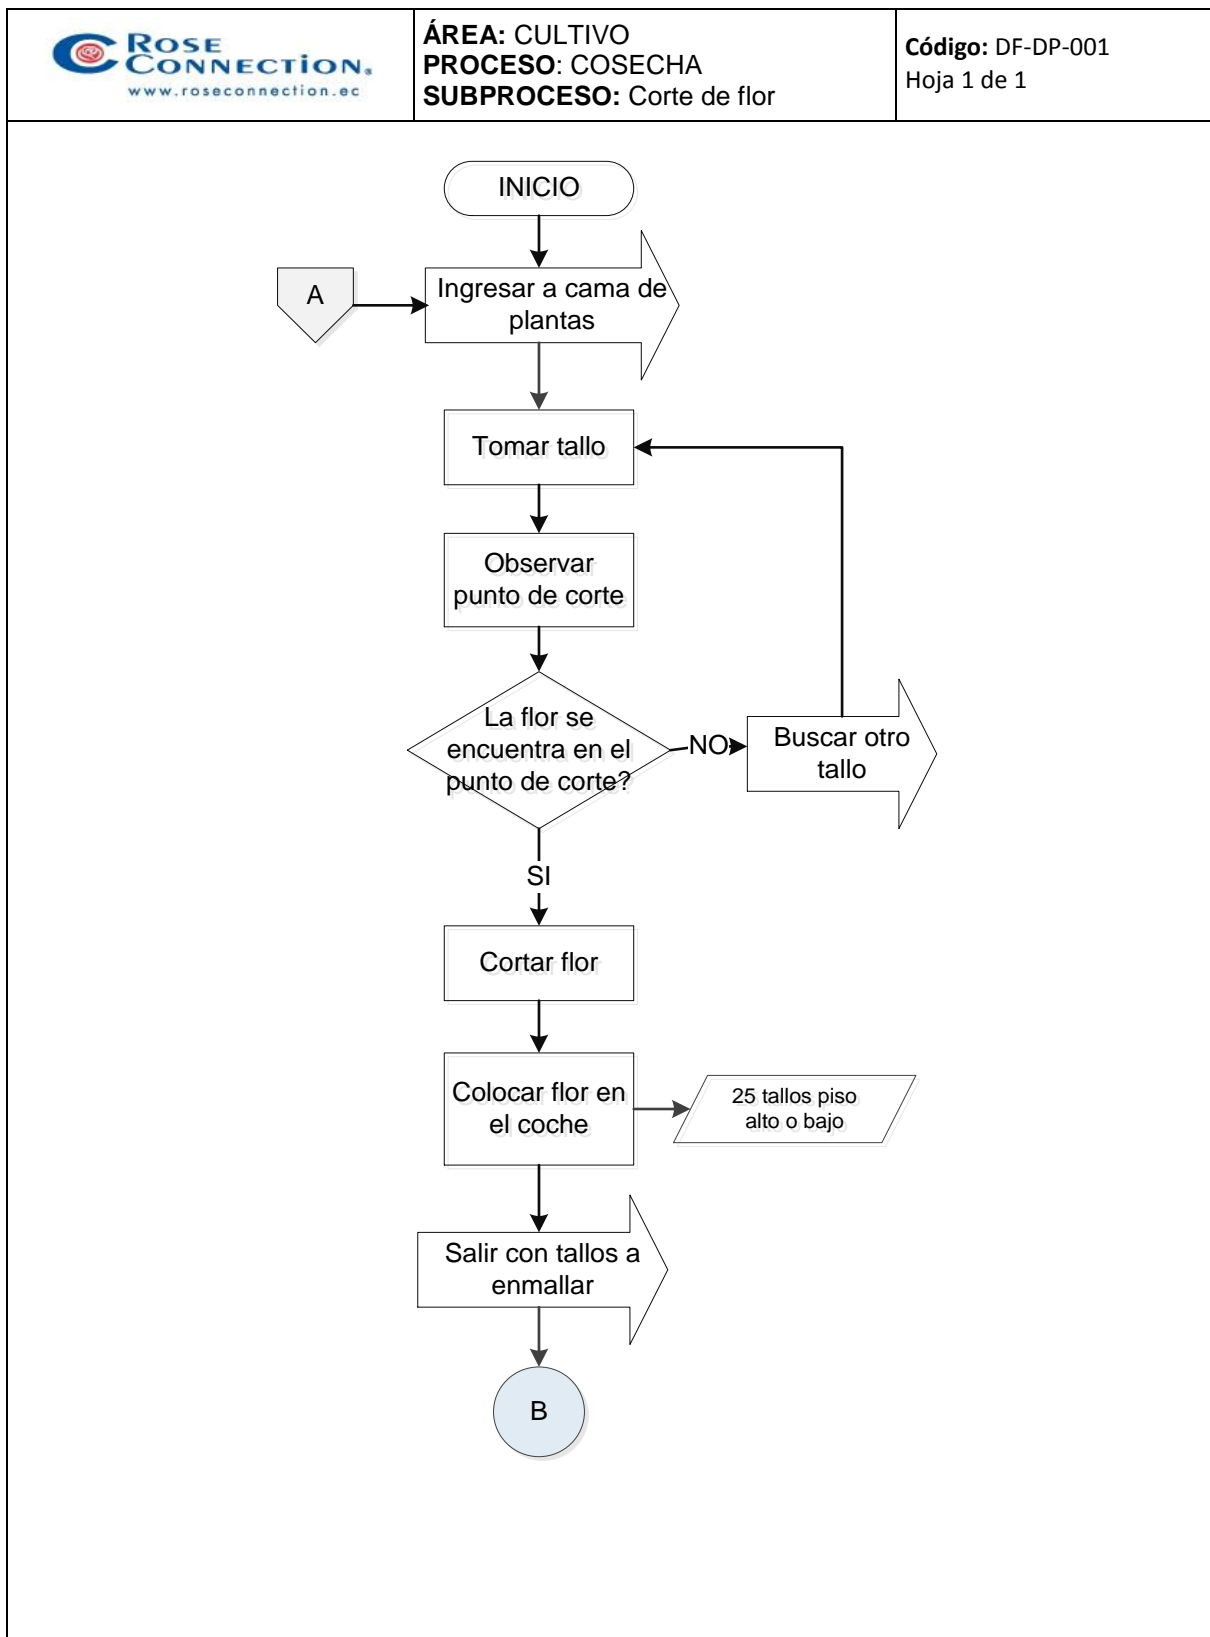 ROSE
CONNECTION®
www.roseconnection.ec
ÁREA: CULTIVO
PROCESO: COSECHA
SUBPROCESO: Corte de flor
Código: DF-DP-001
Hoja 1 de 1
INICIO
A
Ingresar a cama de
plantas
Tomar tallo
Observar
punto de corte
La flor se
encuentra en el
punto de corte?
NO
Buscar otro
tallo
SI
Cortar flor
Colocar flor en
el coche
25 tallos piso
alto o bajo
Salir con tallos a
enmallar
B